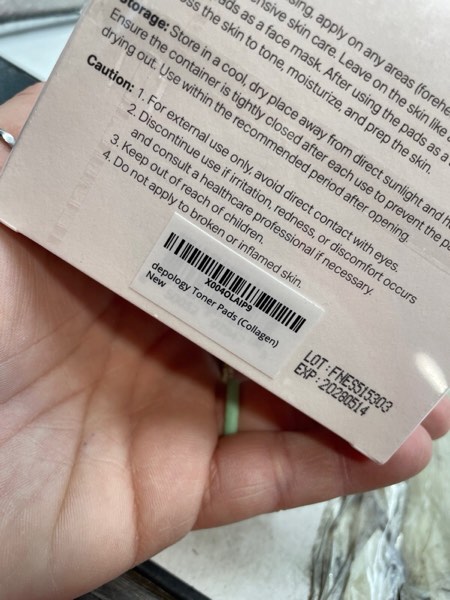 sing, apply on any areas (forehe
ensive skin care. Leave on the skin like a
ads as a face mask. After using the pads as a
ss the skin to tone, moisturize, and prep the skin.
Storage: Store in a cool, dry place away from direct sunlight and h
Ensure the container is tightly closed after each use to prevent the pa
drying out. Use within the recommended period after opening.
Caution: 1. For external use only, avoid direct contact with eyes.
2. Discontinue use if irritation, redness, or discomfort occurs
and consult a healthcare professional if necessary.
3. Keep out of reach of children.
4. Do not apply to broken or inflamed skin.
X004OLAIP9
depology Toner Pads (Collagen)
New
LOT : FNES515303
EXP : 20280514